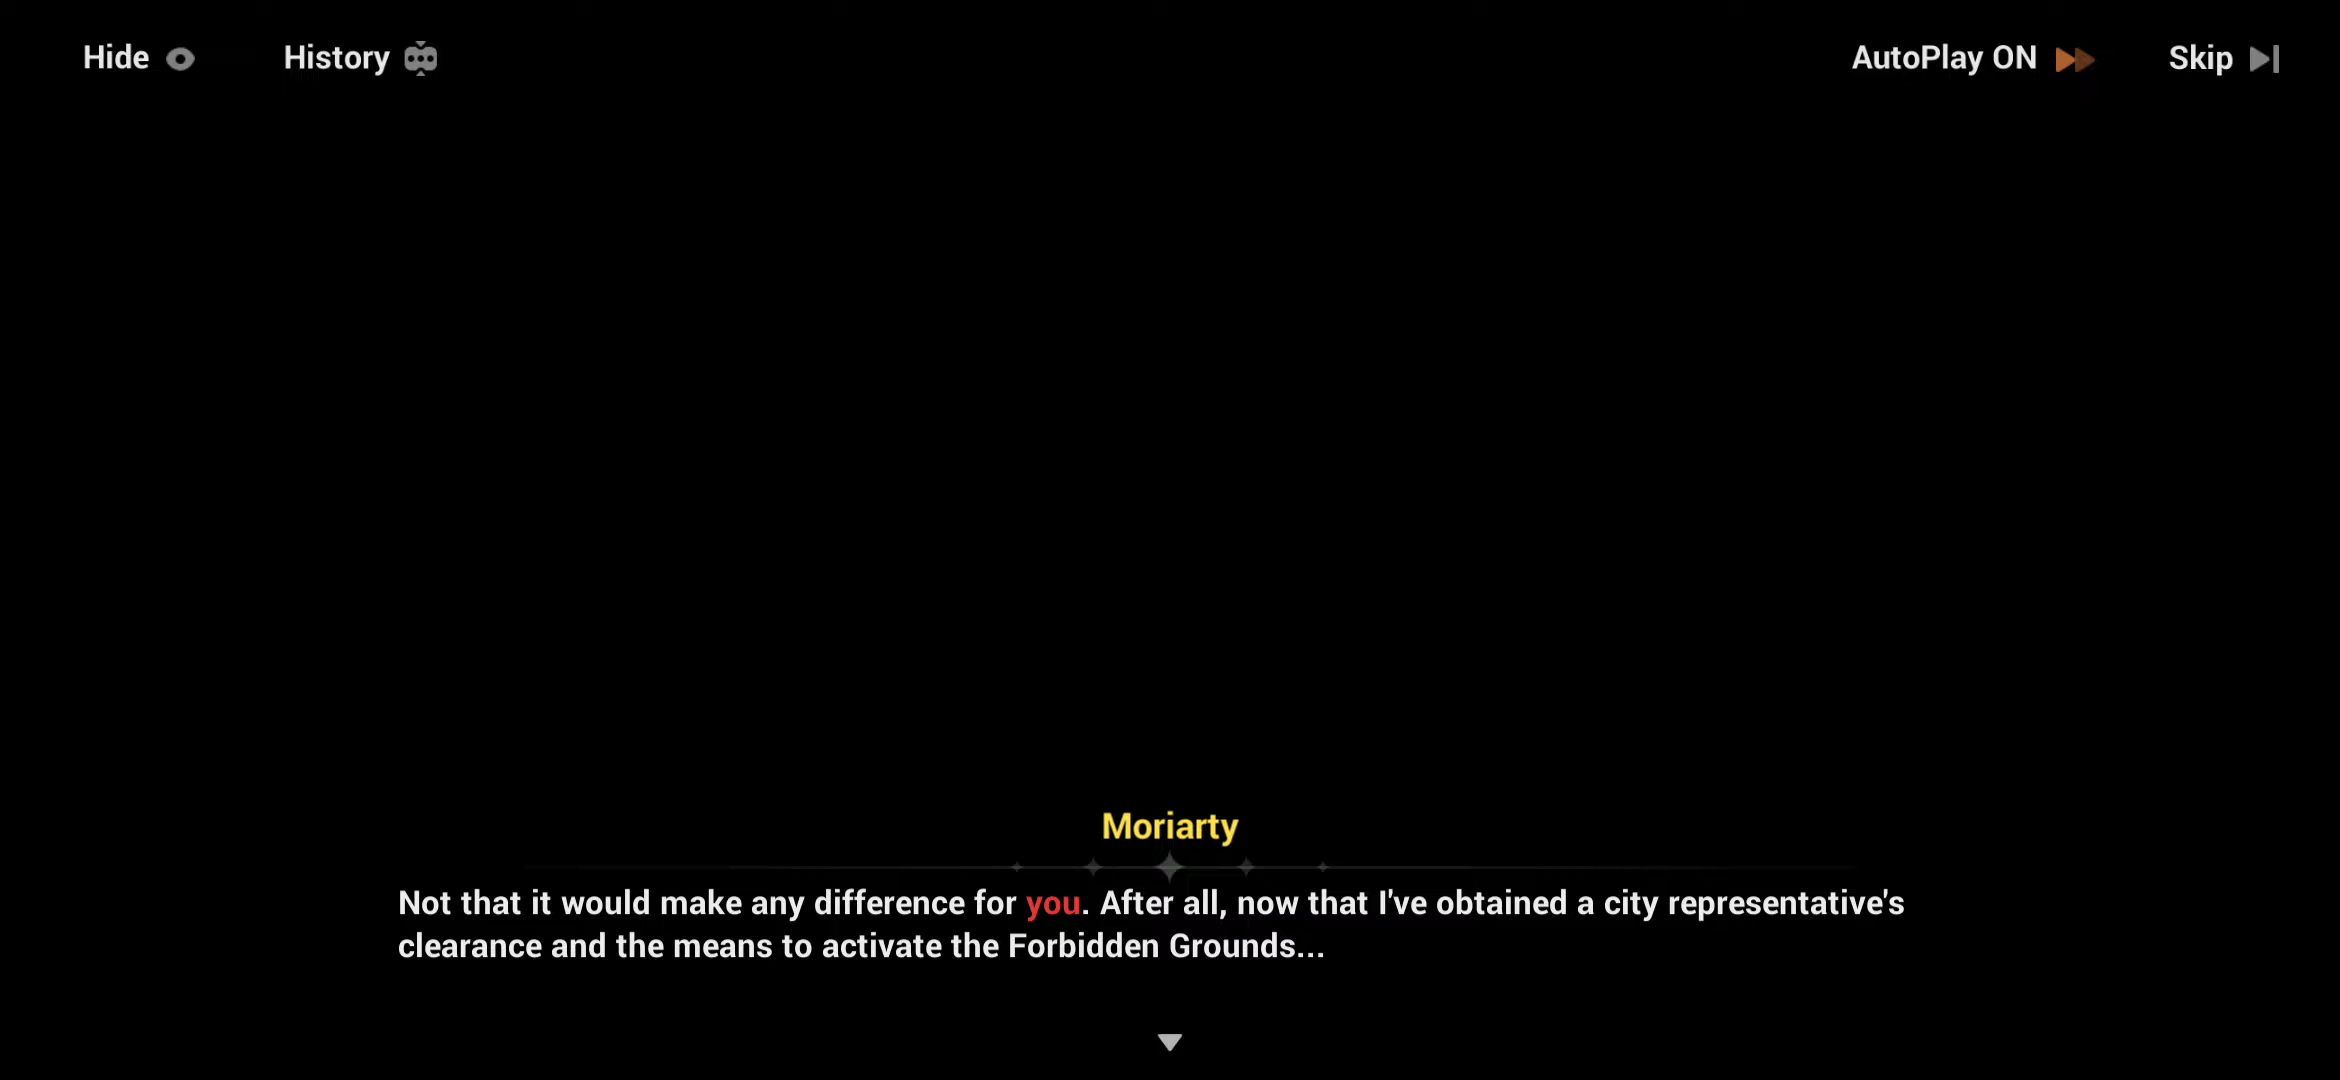 Hide
History
AutoPlay ON
Skip
Moriarty
Not that it would make any difference for you. After all, now that I've obtained a city representative's
clearance and the means to activate the Forbidden Grounds...